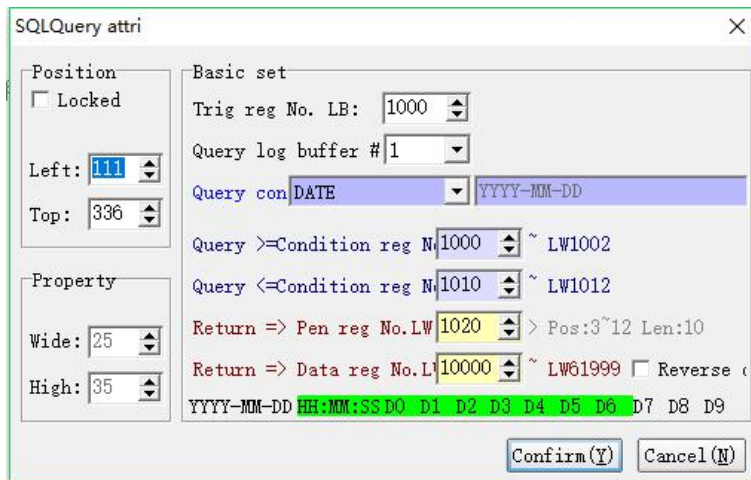 SQLQuery attri
Position
Locked
Left: 111
Top: 336
Property
Wide: 25
High: 35
Basic set
Trig reg No. LB: 1000
Query log buffer # 1
Query con DATE YYYY-MM-DD
Query >=Condition reg N 1000 ~ LW1002
Query <=Condition reg N 1010 ~ LW1012
Return => Pen reg No.LW 1020 > Pos:3~12 Len:10
Return => Data reg No.L 10000 ~ LW61999 Reverse
YYYY-MM-DD HH:MM:SS D0 D1 D2 D3 D4 D5 D6 D7 D8 D9
Confirm(Y) Cancel(N)